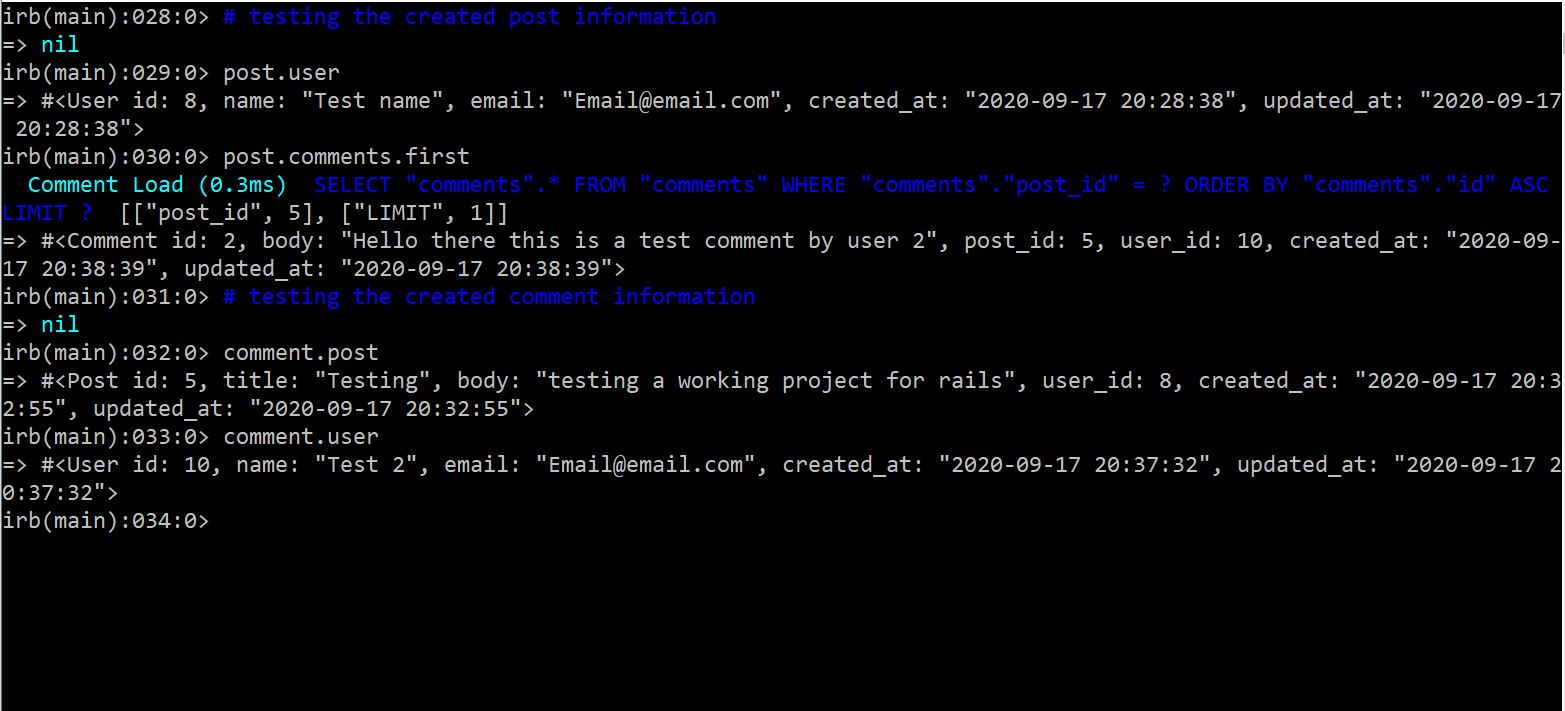 irb(main):028:0> # testing the created post information
=> nil
irb(main):029:0> post.user
=> #<User id: 8, name: "Test name", email: "Email@email.com", created_at: "2020-09-17 20:28:38", updated_at: "2020-09-17
 20:28:38">
irb(main):030:0> post.comments.first
  Comment Load (0.3ms)  SELECT "comments".* FROM "comments" WHERE "comments"."post_id" = ? ORDER BY "comments"."id" ASC
LIMIT ?  [["post_id", 5], ["LIMIT", 1]]
=> #<Comment id: 2, body: "Hello there this is a test comment by user 2", post_id: 5, user_id: 10, created_at: "2020-09-
17 20:38:39", updated_at: "2020-09-17 20:38:39">
irb(main):031:0> # testing the created comment information
=> nil
irb(main):032:0> comment.post
=> #<Post id: 5, title: "Testing", body: "testing a working project for rails", user_id: 8, created_at: "2020-09-17 20:3
2:55", updated_at: "2020-09-17 20:32:55">
irb(main):033:0> comment.user
=> #<User id: 10, name: "Test 2", email: "Email@email.com", created_at: "2020-09-17 20:37:32", updated_at: "2020-09-17 2
0:37:32">
irb(main):034:0>